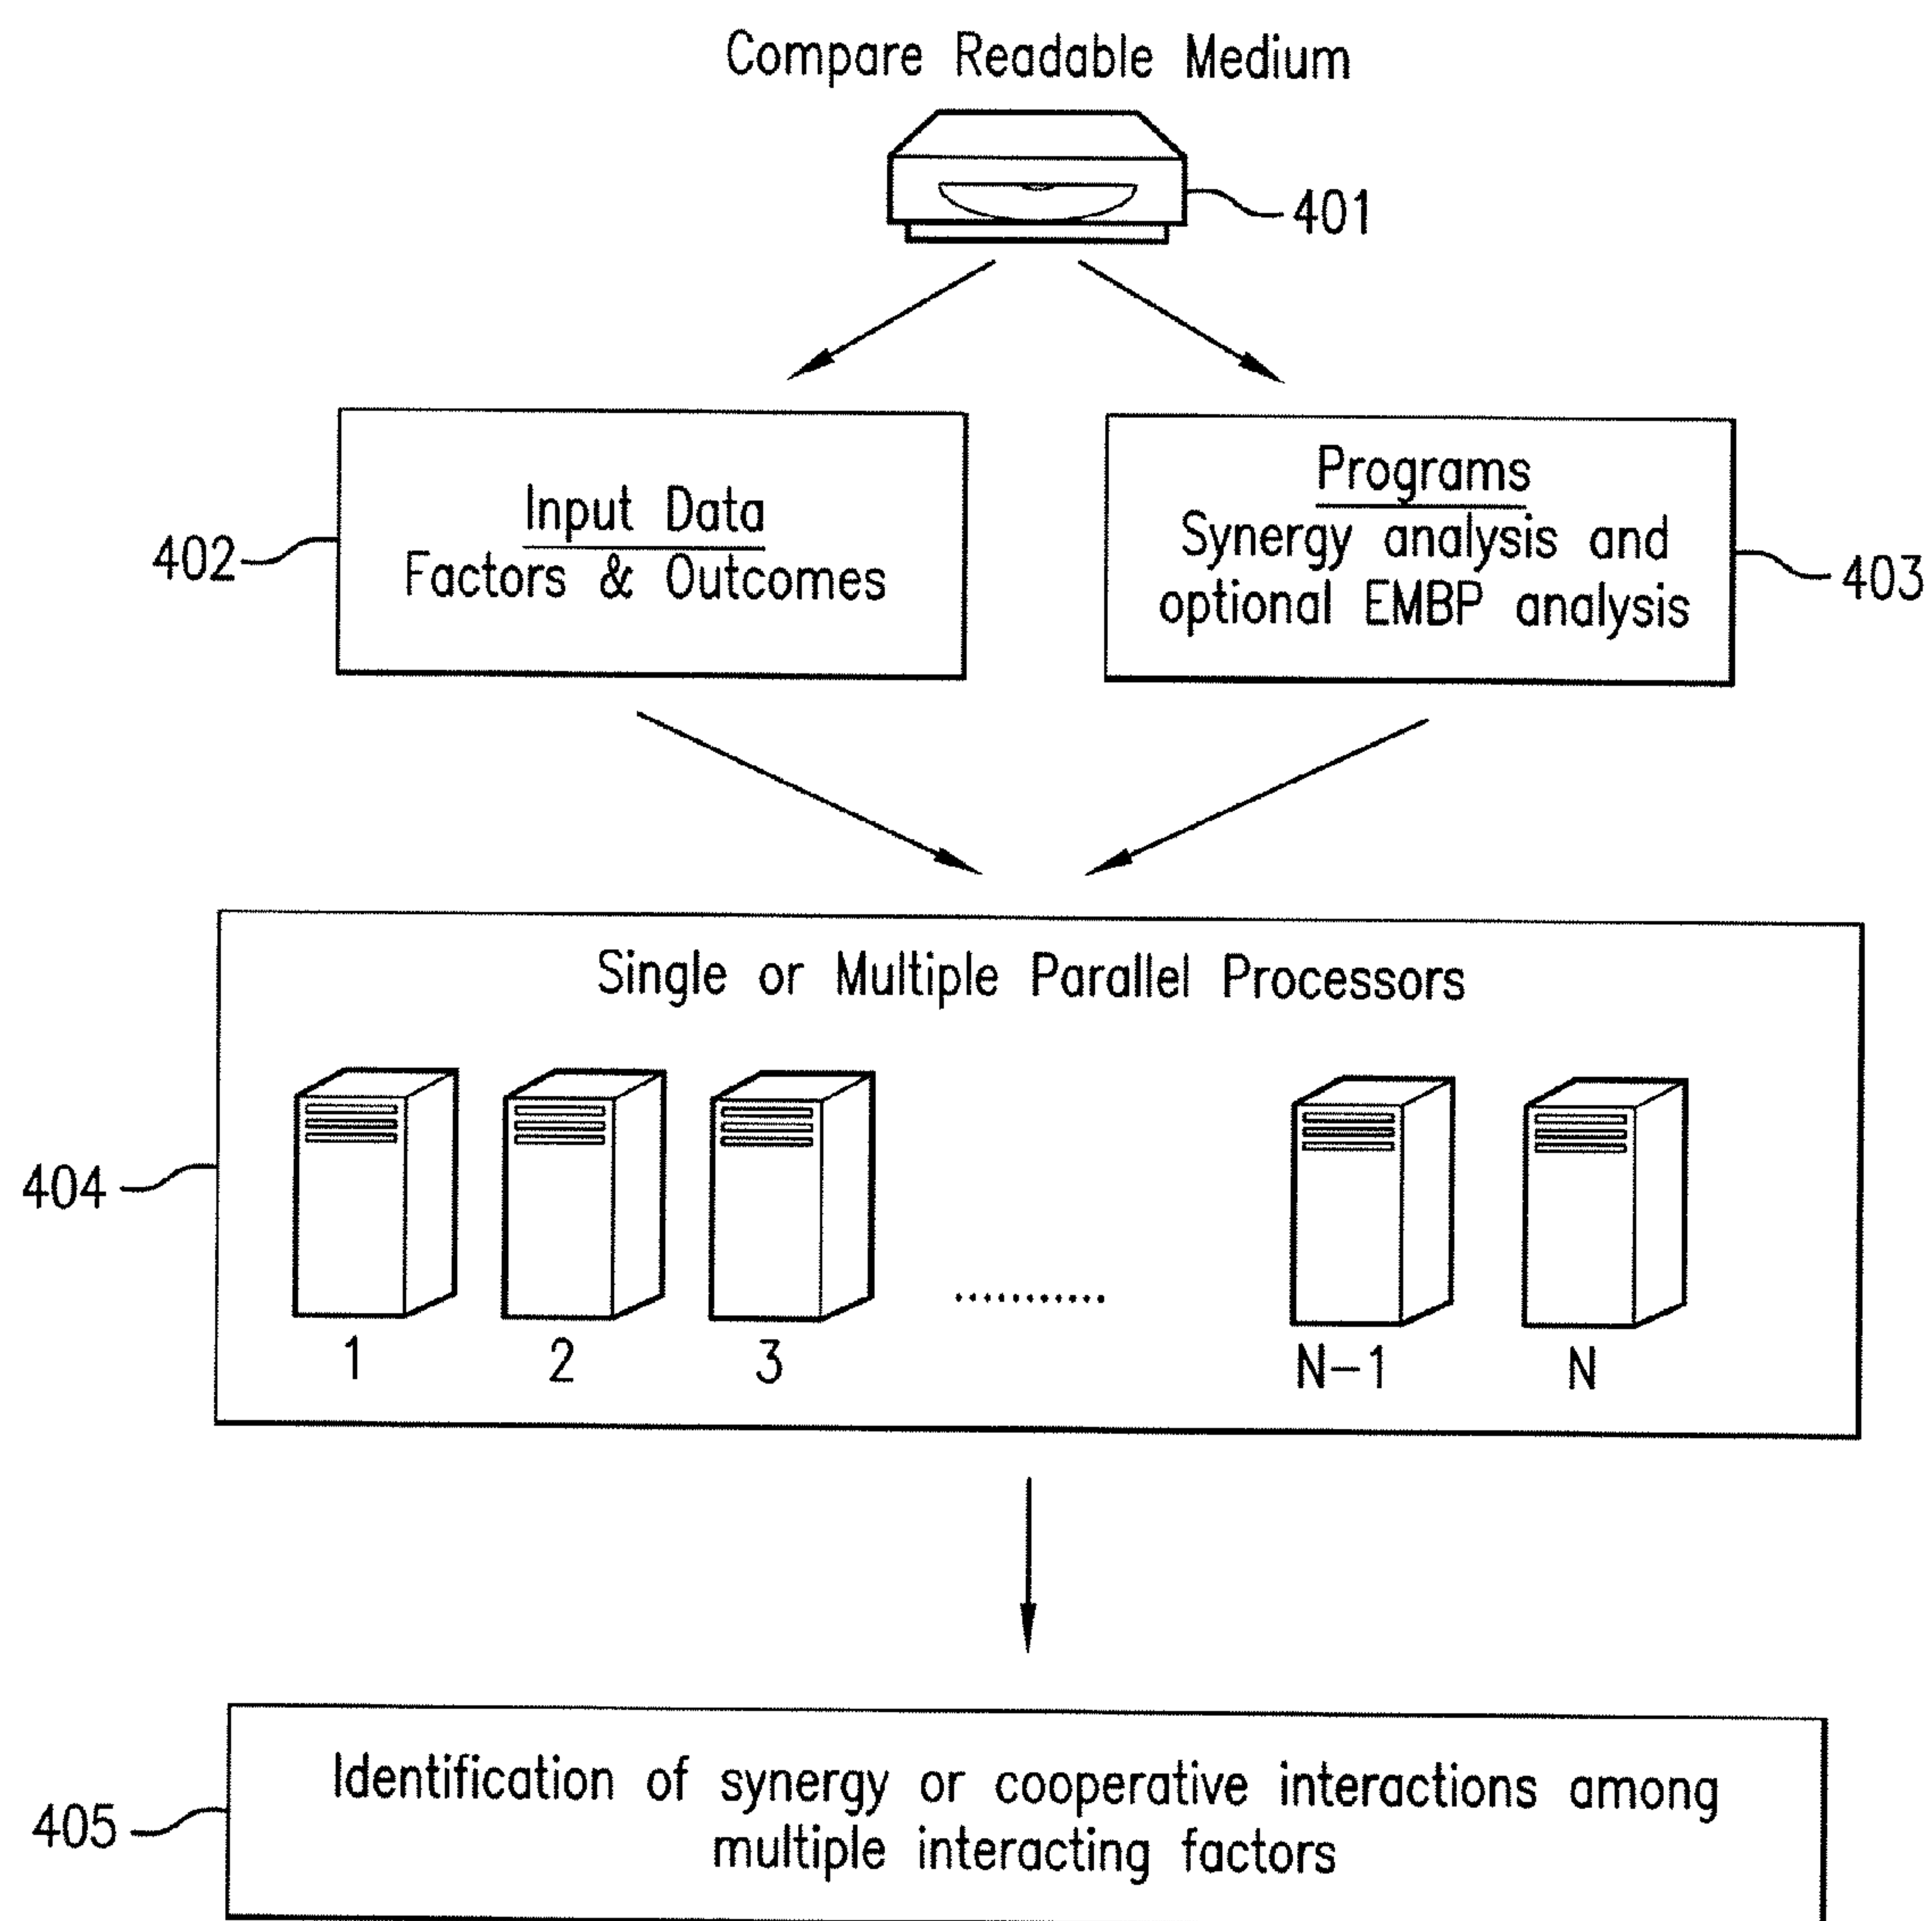 Compare Readable Medium
401
Input Data
Factors & Outcomes
402
Programs
Synergy analysis and
optional EMBP analysis
403
Single or Multiple Parallel Processors
404
1 2 3 ........... N-1 N
Identification of synergy or cooperative interactions among
multiple interacting factors
405